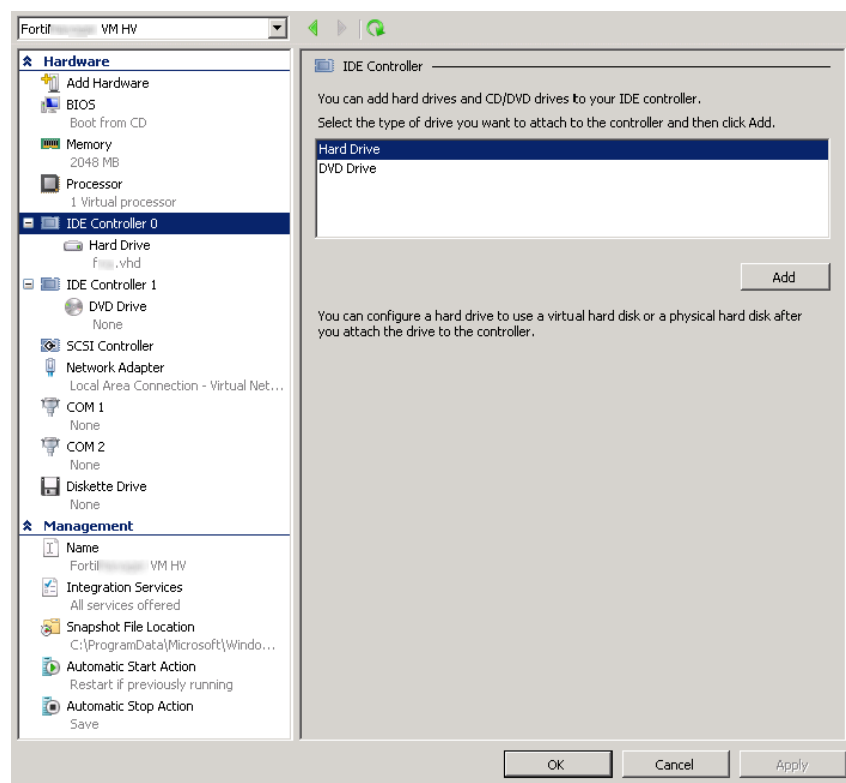 VM HV
Hardware
Add Hardware
BIOS
Boot from CD
Memory
2048 MB
Processor
1 Virtual processor
IDE Controller 0
Hard Drive
.vhd
IDE Controller 1
DVD Drive
None
SCSI Controller
Network Adapter
Local Area Connection - Virtual Net...
COM 1
None
COM 2
None
Diskette Drive
None
Management
Name
VM HV
Integration Services
All services offered
Snapshot File Location
C:\ProgramData\Microsoft\Windo...
Automatic Start Action
Restart if previously running
Automatic Stop Action
Save
IDE Controller
You can add hard drives and CD/DVD drives to your IDE controller.
Select the type of drive you want to attach to the controller and then click Add.
Hard Drive
DVD Drive
Add
You can configure a hard drive to use a virtual hard disk or a physical hard disk after
you attach the drive to the controller.
OK
Cancel
Apply